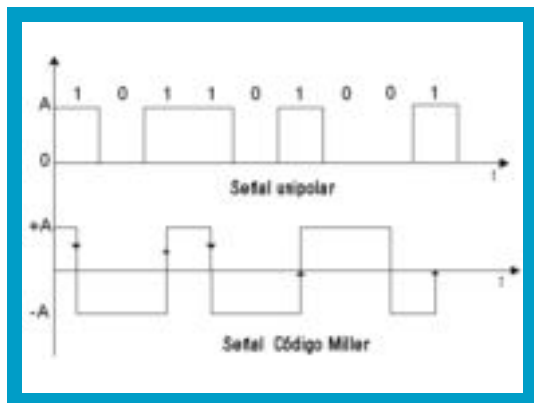 1 0 1 1 0 1 0 0 1
A
0
t
Señal unipolar
+A
t
-A
Señal Código Miller